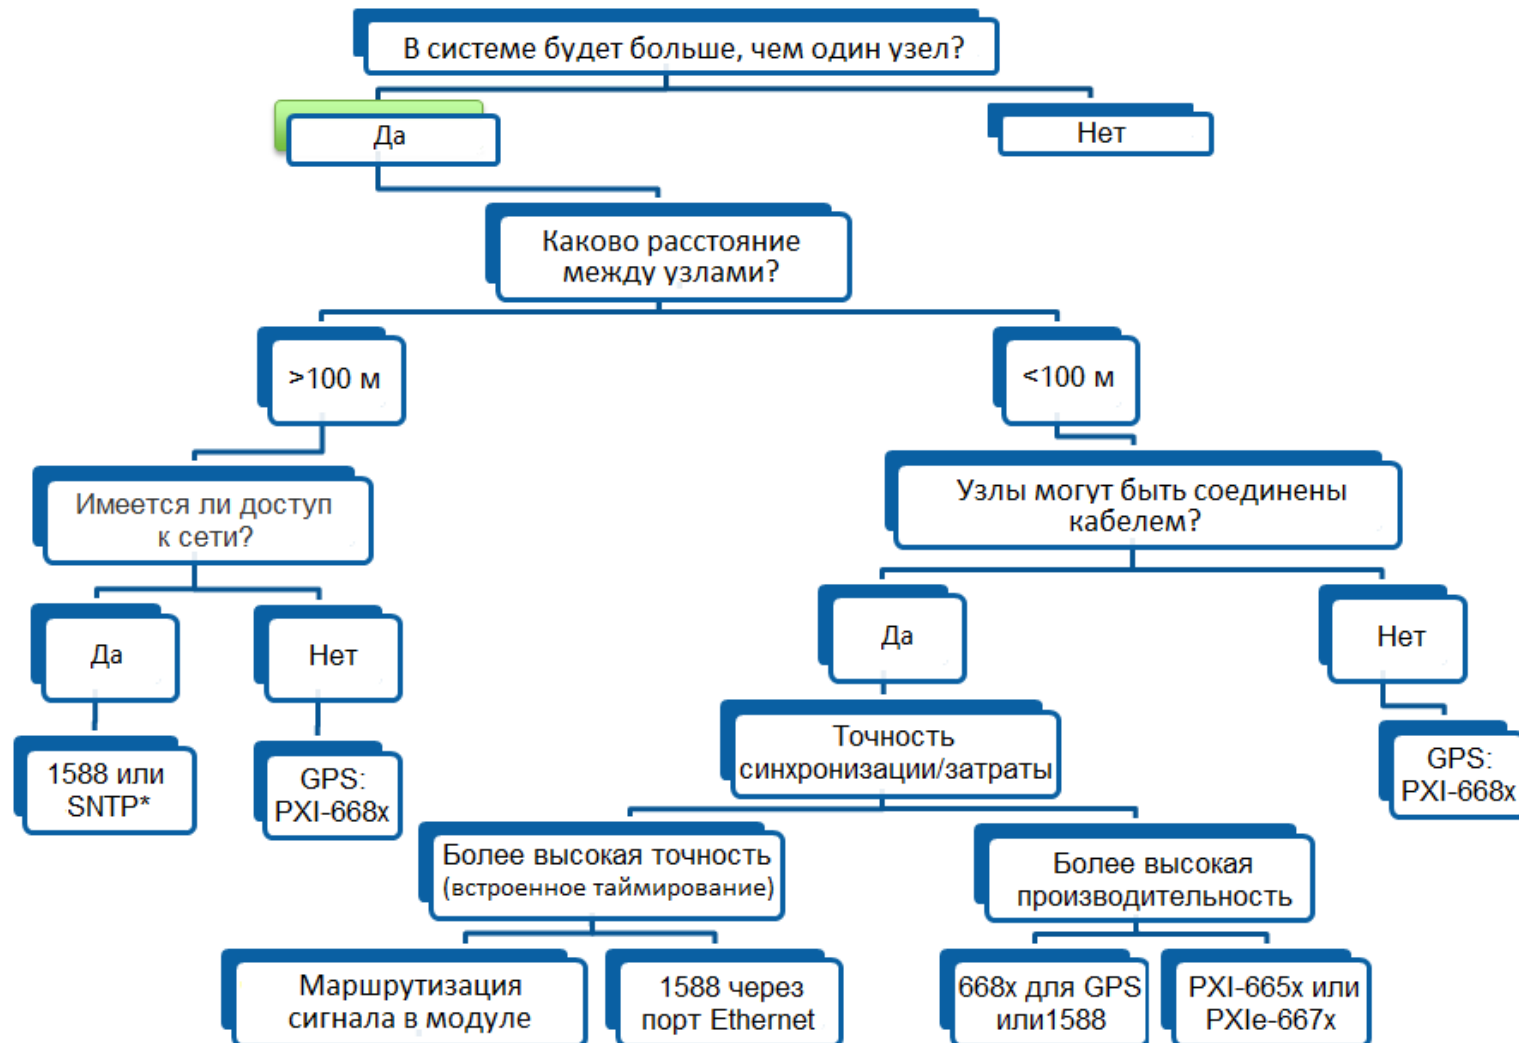 В системе будет больше, чем один узел?
Да
Нет
Каково расстояние
между узлами?
>100 м
<100 м
Имеется ли доступ
к сети?
Узлы могут быть соединены
кабелем?
Да
Нет
Да
Нет
1588 или
SNTP*
GPS:
PXI-668x
Точность
синхронизации/затраты
GPS:
PXI-668x
Более высокая точность
(встроенное таймирование)
Более высокая
производительность
Маршрутизация
сигнала в модуле
1588 через
порт Ethernet
668x для GPS
или1588
PXI-665x или
PXIe-667x